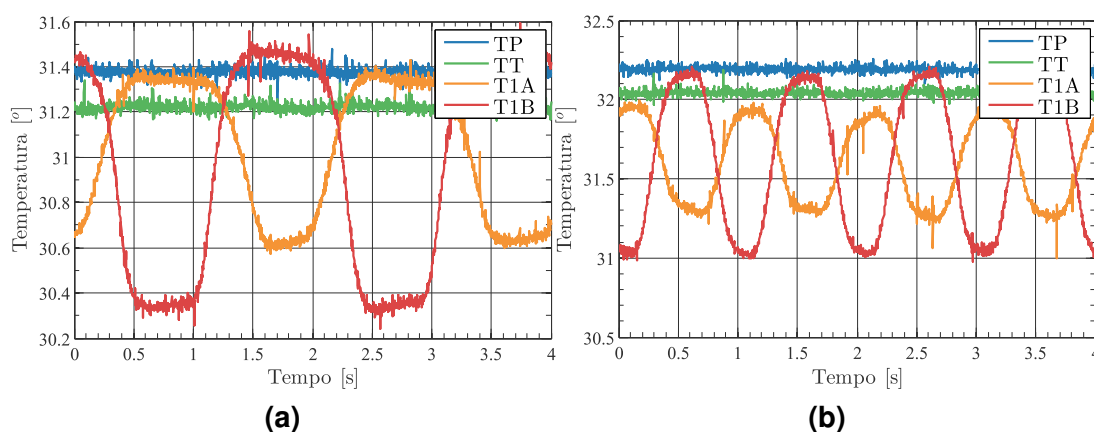 31.6
31.4
31.2
31
30.8
30.6
30.4
30.2
Temperatura [º]
0 0.5 1 1.5 2 2.5 3 3.5 4
Tempo [s]
TP
TT
T1A
T1B
(a)
32.5
32
31.5
31
30.5
Temperatura [º]
0 0.5 1 1.5 2 2.5 3 3.5 4
Tempo [s]
TP
TT
T1A
T1B
(b)